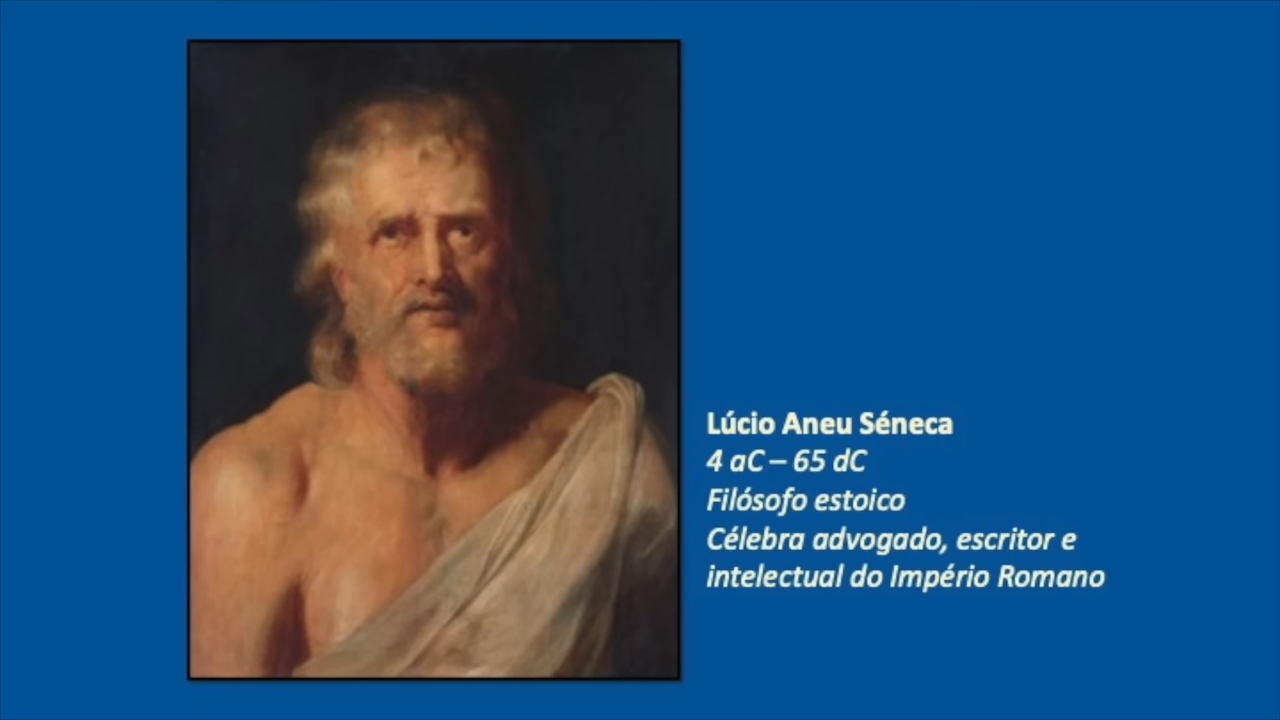 Lúcio Aneu Séneca
4 aC – 65 dC
Filósofo estoico
Célebra advogado, escritor e
intelectual do Império Romano